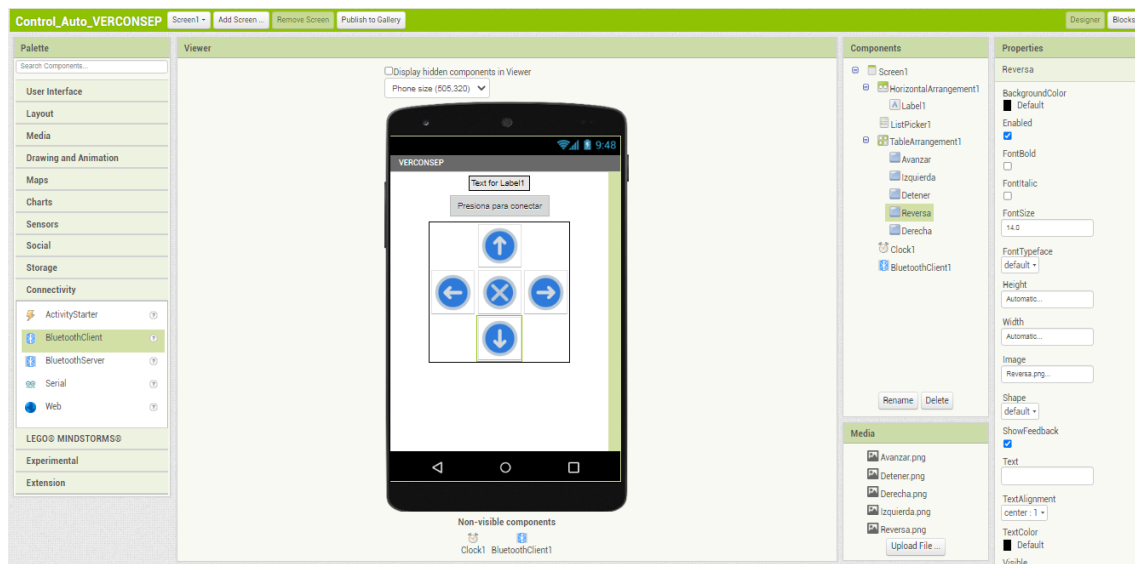 Control_Auto_VERCONSEP
Screen1
Add Screen ...
Remove Screen
Publish to Gallery
Designer
Blocks
Palette
Search Components...
User Interface
Layout
Media
Drawing and Animation
Maps
Charts
Sensors
Social
Storage
Connectivity
ActivityStarter
BluetoothClient
BluetoothServer
Serial
Web
LEGO® MINDSTORMS®
Experimental
Extension
Viewer
Display hidden components in Viewer
Phone size (505,320)
9:48
VERCONSEP
Text for Label1
Presiona para conectar
Non-visible components
Clock1
BluetoothClient1
Components
Screen1
HorizontalArrangement1
A Label1
ListPicker1
TableArrangement1
Avanzar
Izquierda
Detener
Reversa
Derecha
Clock1
BluetoothClient1
Rename
Delete
Media
Avanzar.png
Detener.png
Derecha.png
Izquierda.png
Reversa.png
Upload File ...
Properties
Reversa
BackgroundColor
Default
Enabled
FontBold
FontItalic
FontSize
14.0
FontTypeface
default
Height
Automatic...
Width
Automatic...
Image
Reversa.png...
Shape
default
ShowFeedback
Text
TextAlignment
center : 1
TextColor
Default
Visible